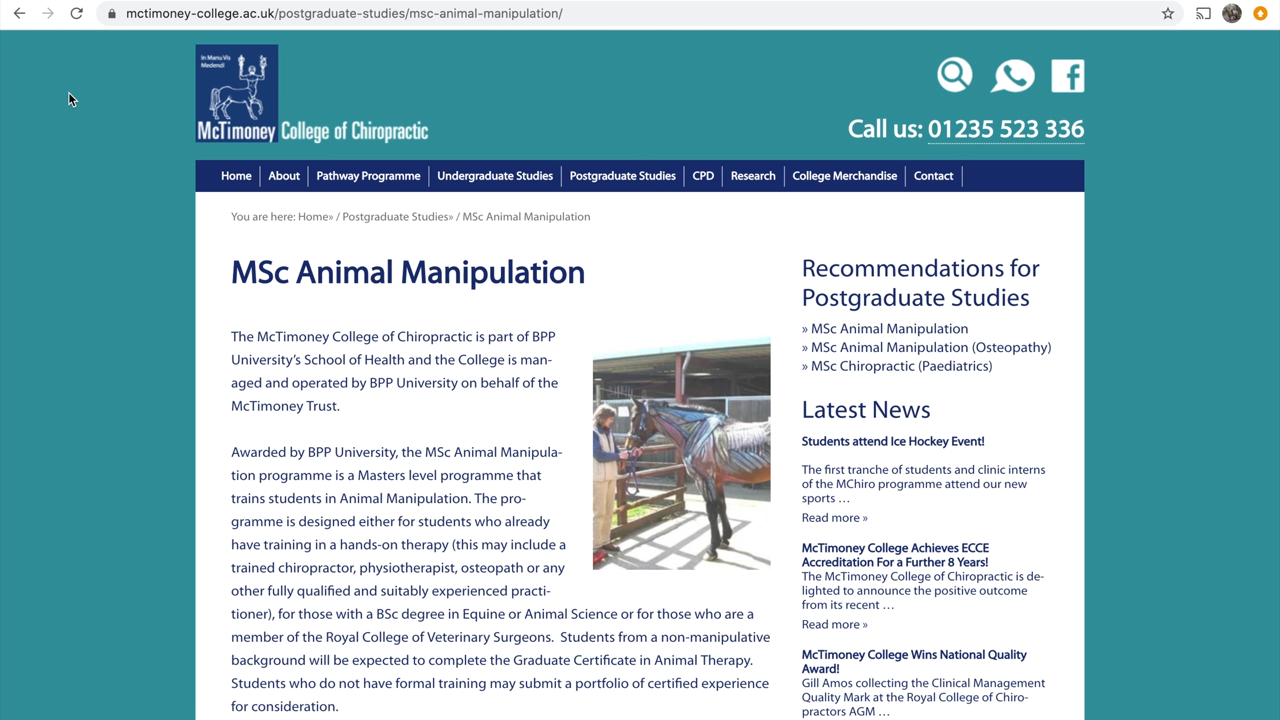 mctimoney-college.ac.uk/postgraduate-studies/msc-animal-manipulation/
In Manu Vis
Medendi
McTimoney College of Chiropractic
Call us: 01235 523 336
Home
About
Pathway Programme
Undergraduate Studies
Postgraduate Studies
CPD
Research
College Merchandise
Contact
You are here: Home» / Postgraduate Studies» / MSc Animal Manipulation
MSc Animal Manipulation
The McTimoney College of Chiropractic is part of BPP
University’s School of Health and the College is man-
aged and operated by BPP University on behalf of the
McTimoney Trust.
Awarded by BPP University, the MSc Animal Manipula-
tion programme is a Masters level programme that
trains students in Animal Manipulation. The pro-
gramme is designed either for students who already
have training in a hands-on therapy (this may include a
trained chiropractor, physiotherapist, osteopath or any
other fully qualified and suitably experienced practi-
tioner), for those with a BSc degree in Equine or Animal Science or for those who are a
member of the Royal College of Veterinary Surgeons.  Students from a non-manipulative
background will be expected to complete the Graduate Certificate in Animal Therapy.
Students who do not have formal training may submit a portfolio of certified experience
for consideration.
Recommendations for
Postgraduate Studies
» MSc Animal Manipulation
» MSc Animal Manipulation (Osteopathy)
» MSc Chiropractic (Paediatrics)
Latest News
Students attend Ice Hockey Event!
The first tranche of students and clinic interns
of the MChiro programme attend our new
sports …
Read more »
McTimoney College Achieves ECCE
Accreditation For a Further 8 Years!
The McTimoney College of Chiropractic is de-
lighted to announce the positive outcome
from its recent …
Read more »
McTimoney College Wins National Quality
Award!
Gill Amos collecting the Clinical Management
Quality Mark at the Royal College of Chiro-
practors AGM …